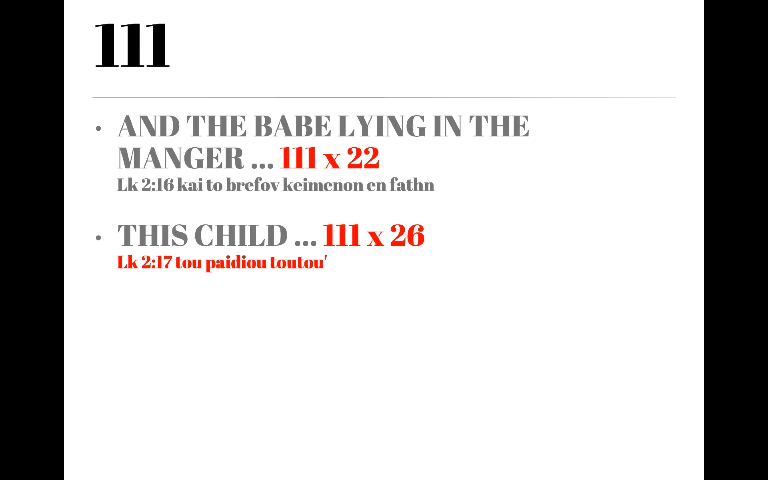 111
• AND THE BABE LYING IN THE
MANGER ... 111 x 22
Lk 2:16 kai to brefov keimenon en fathn
• THIS CHILD ... 111 x 26
Lk 2:17 tou paidiou toutou'